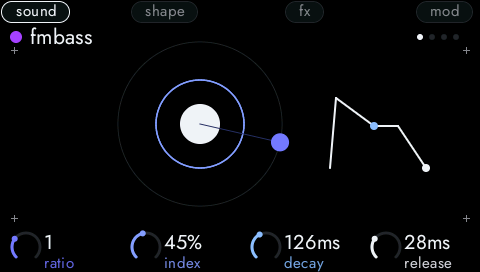 sound shape fx mod
fmbass
1 45% 126ms 28ms
ratio index decay release